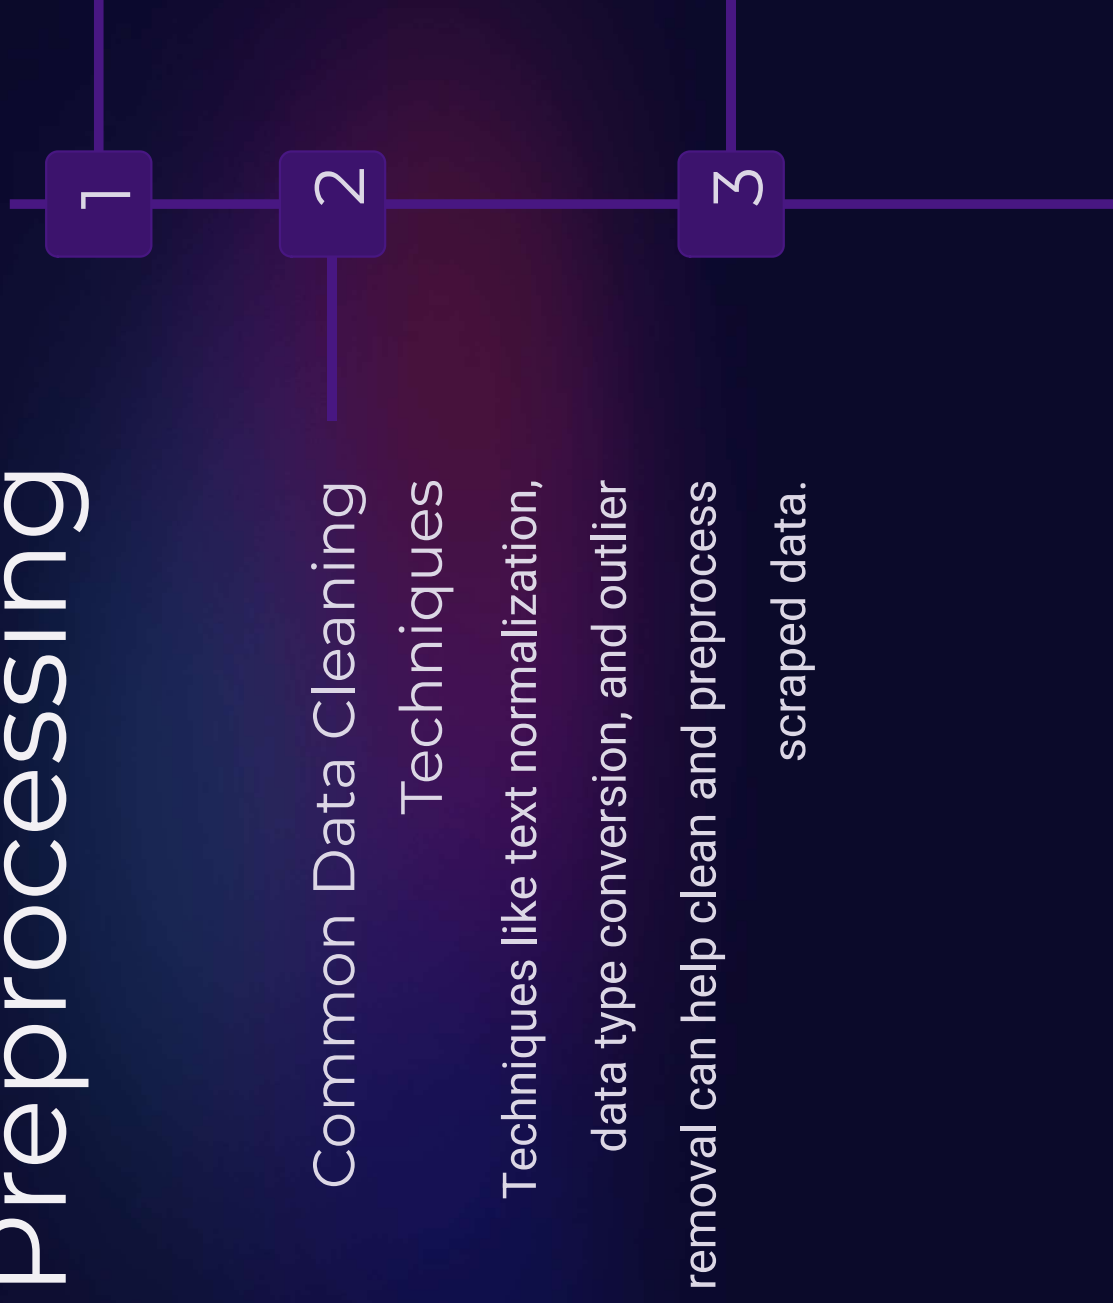 Preprocessing
1
2
Common Data Cleaning
Techniques
Techniques like text normalization,
data type conversion, and outlier
removal can help clean and preprocess
scraped data.
3